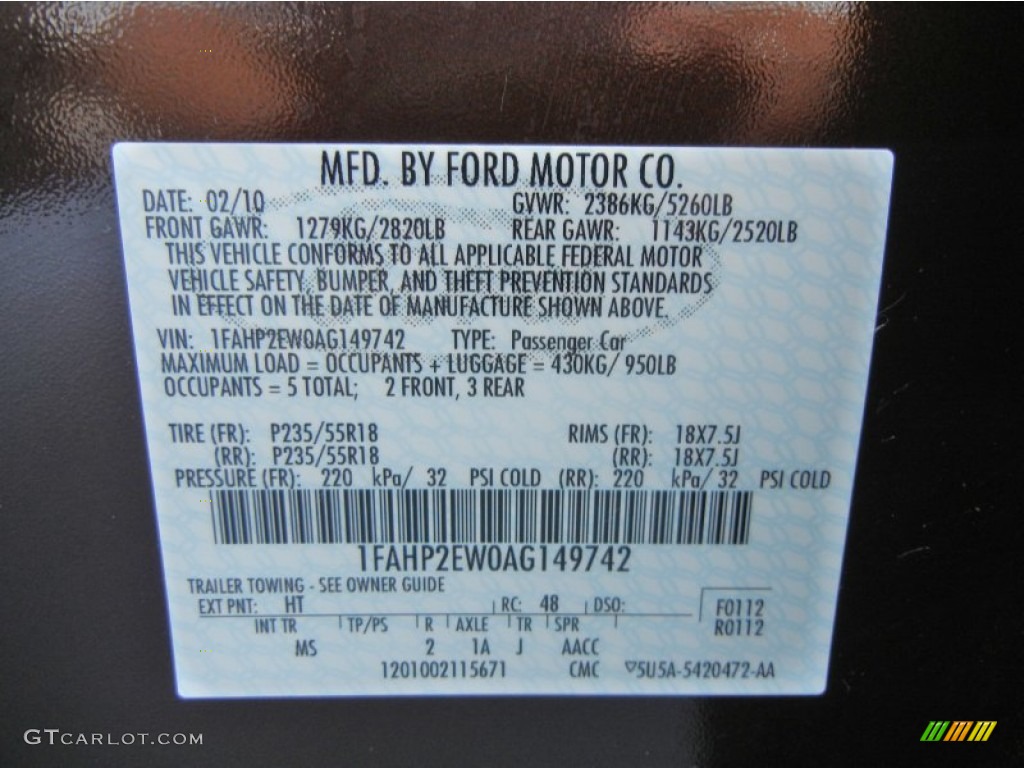 MFD. BY FORD MOTOR CO.
DATE: 02/10 GVWR: 2386KG/5260LB
FRONT GAWR: 1279KG/2820LB REAR GAWR: 1143KG/2520LB
THIS VEHICLE CONFORMS TO ALL APPLICABLE FEDERAL MOTOR
VEHICLE SAFETY, BUMPER, AND THEFT PREVENTION STANDARDS
IN EFFECT ON THE DATE OF MANUFACTURE SHOWN ABOVE.
VIN: 1FAHP2EW0AG149742 TYPE: Passenger Car
MAXIMUM LOAD = OCCUPANTS + LUGGAGE = 430KG/ 950LB
OCCUPANTS = 5 TOTAL; 2 FRONT, 3 REAR
TIRE (FR): P235/55R18 RIMS (FR): 18X7.5J
(RR): P235/55R18 (RR): 18X7.5J
PRESSURE (FR): 220 kPa/ 32 PSI COLD (RR): 220 kPa/ 32 PSI COLD
1FAHP2EW0AG149742
TRAILER TOWING - SEE OWNER GUIDE
EXT PNT: HT RC: 48 DSO: F0112
INT TR TP/PS R AXLE TR SPR R0112
MS 2 1A J AACC
1201002115671 CMC ▽5U5A-5420472-AA
GTCARLOT.COM